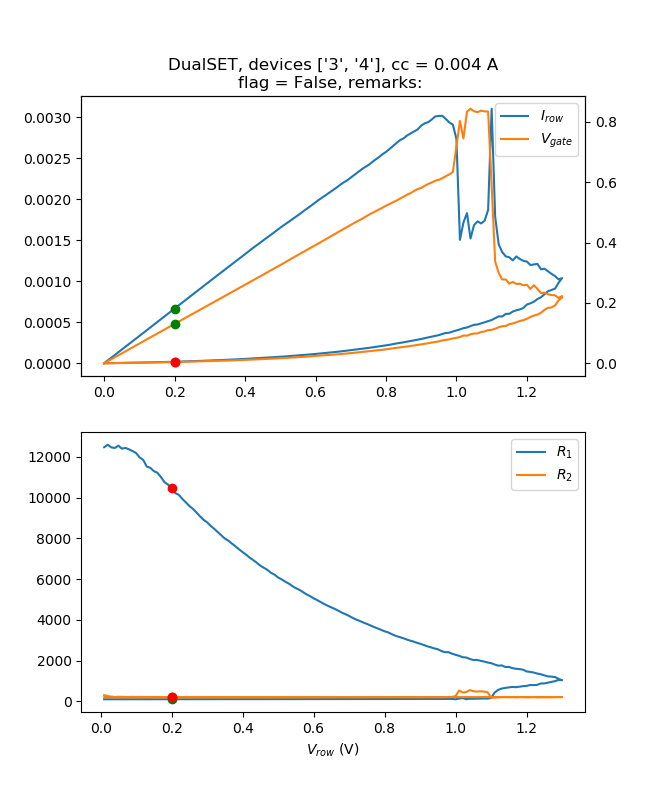 DualSET, devices ['3', '4'], cc = 0.004 A
flag = False, remarks:
0.0030
0.0025
0.0020
0.0015
0.0010
0.0005
0.0000
0.8
0.6
0.4
0.2
0.0
I_row
V_gate
0.0 0.2 0.4 0.6 0.8 1.0 1.2
12000
10000
8000
6000
4000
2000
0
R_1
R_2
0.0 0.2 0.4 0.6 0.8 1.0 1.2
V_row (V)